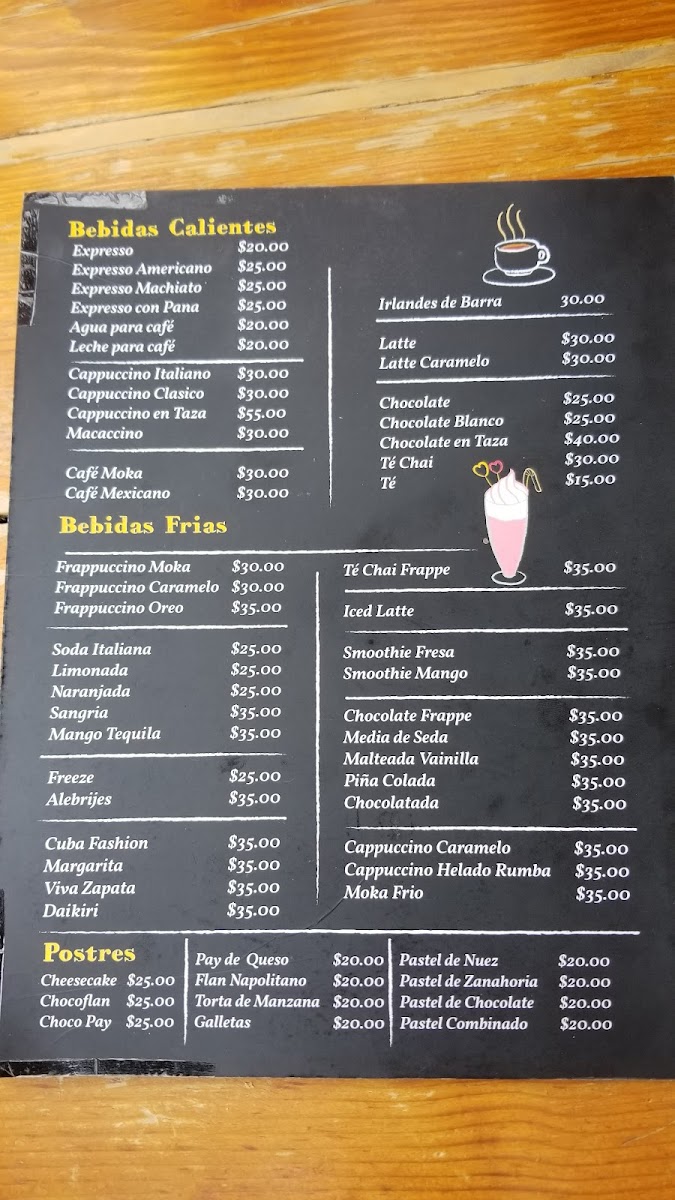 Bebidas Calientes
Expresso $20.00
Expresso Americano $25.00
Expresso Machiato $25.00
Expresso con Pana $25.00
Agua para café $20.00
Leche para café $20.00
Cappuccino Italiano $30.00
Cappuccino Clasico $30.00
Cappuccino en Taza $55.00
Macaccino $30.00
Café Moka $30.00
Café Mexicano $30.00
Irlandes de Barra 30.00
Latte $30.00
Latte Caramelo $30.00
Chocolate $25.00
Chocolate Blanco $25.00
Chocolate en Taza $40.00
Té Chai $30.00
Té $15.00
Bebidas Frias
Frappuccino Moka $30.00
Frappuccino Caramelo $30.00
Frappuccino Oreo $35.00
Soda Italiana $25.00
Limonada $25.00
Naranjada $25.00
Sangria $35.00
Mango Tequila $35.00
Freeze $25.00
Alebrijes $35.00
Cuba Fashion $35.00
Margarita $35.00
Viva Zapata $35.00
Daikiri $35.00
Té Chai Frappe $35.00
Iced Latte $35.00
Smoothie Fresa $35.00
Smoothie Mango $35.00
Chocolate Frappe $35.00
Media de Seda $35.00
Malteada Vainilla $35.00
Piña Colada $35.00
Chocolatada $35.00
Cappuccino Caramelo $35.00
Cappuccino Helado Rumba $35.00
Moka Frio $35.00
Postres
Cheesecake $25.00
Chocoflan $25.00
Choco Pay $25.00
Pay de Queso $20.00
Flan Napolitano $20.00
Torta de Manzana $20.00
Galletas $20.00
Pastel de Nuez $20.00
Pastel de Zanahoria $20.00
Pastel de Chocolate $20.00
Pastel Combinado $20.00